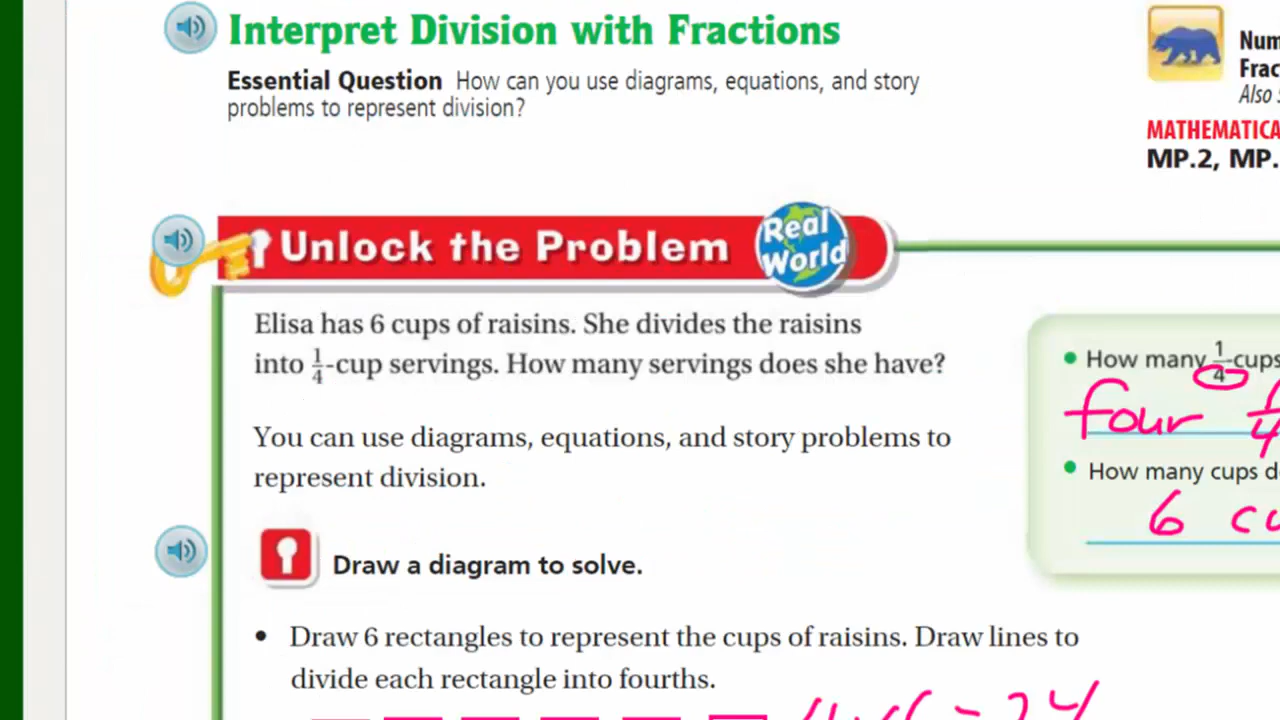 Interpret Division with Fractions
Essential Question How can you use diagrams, equations, and story
problems to represent division?
Num
Frac
Also
MATHEMATICA
MP.2, MP.
Unlock the Problem
Real
World
Elisa has 6 cups of raisins. She divides the raisins
into 1/4-cup servings. How many servings does she have?
You can use diagrams, equations, and story problems to
represent division.
How many 1/4-cups
four
How many cups d
6 cu
Draw a diagram to solve.
• Draw 6 rectangles to represent the cups of raisins. Draw lines to
divide each rectangle into fourths.